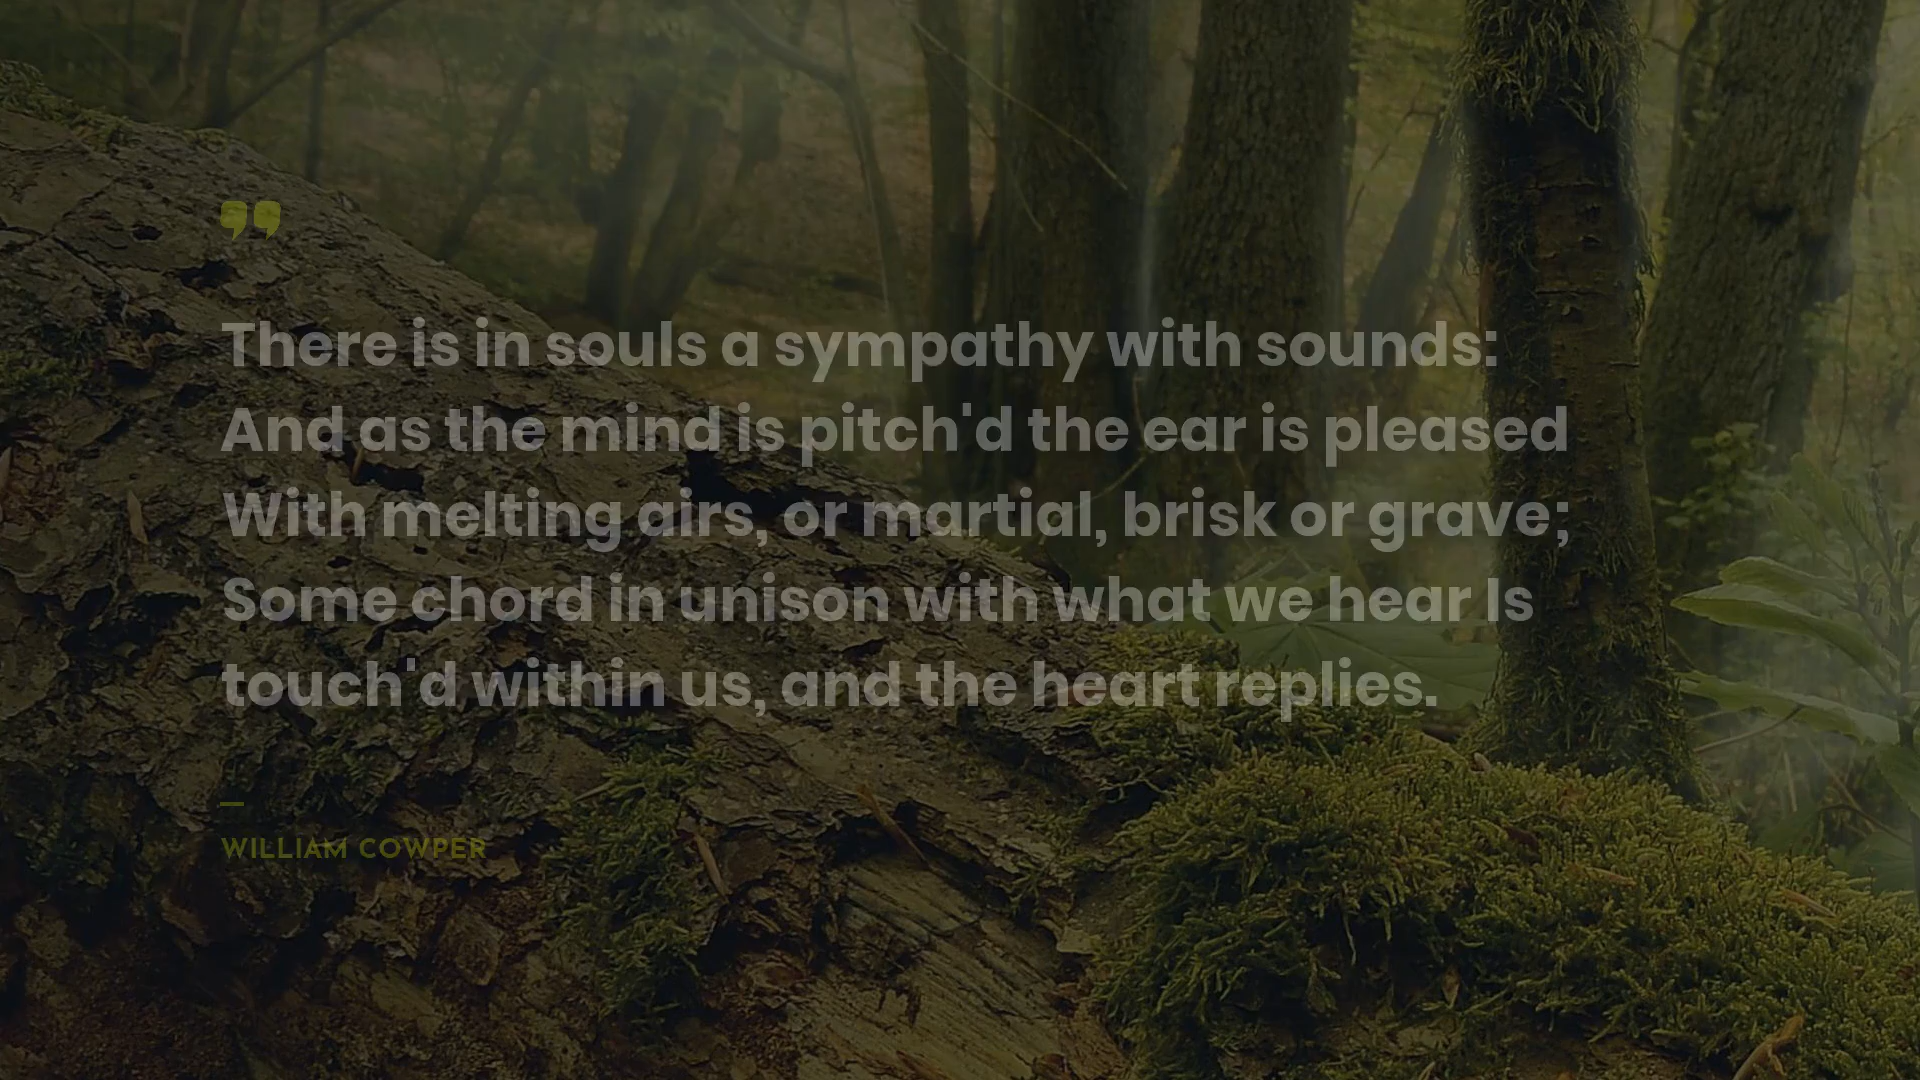 There is in souls a sympathy with sounds:
And as the mind is pitch'd the ear is pleased
With melting airs, or martial, brisk or grave;
Some chord in unison with what we hear Is
touch'd within us, and the heart replies.
WILLIAM COWPER